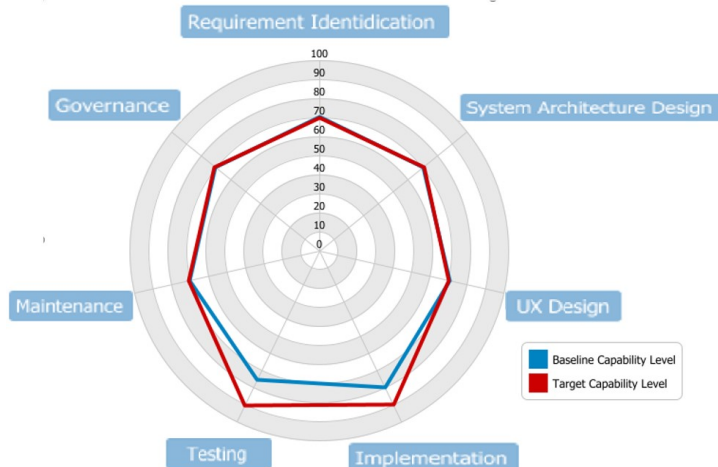 Requirement Identidication
100
90
80
70
60
50
40
30
20
10
0
Governance
System Architecture Design
Maintenance
UX Design
Baseline Capability Level
Target Capability Level
Testing
Implementation